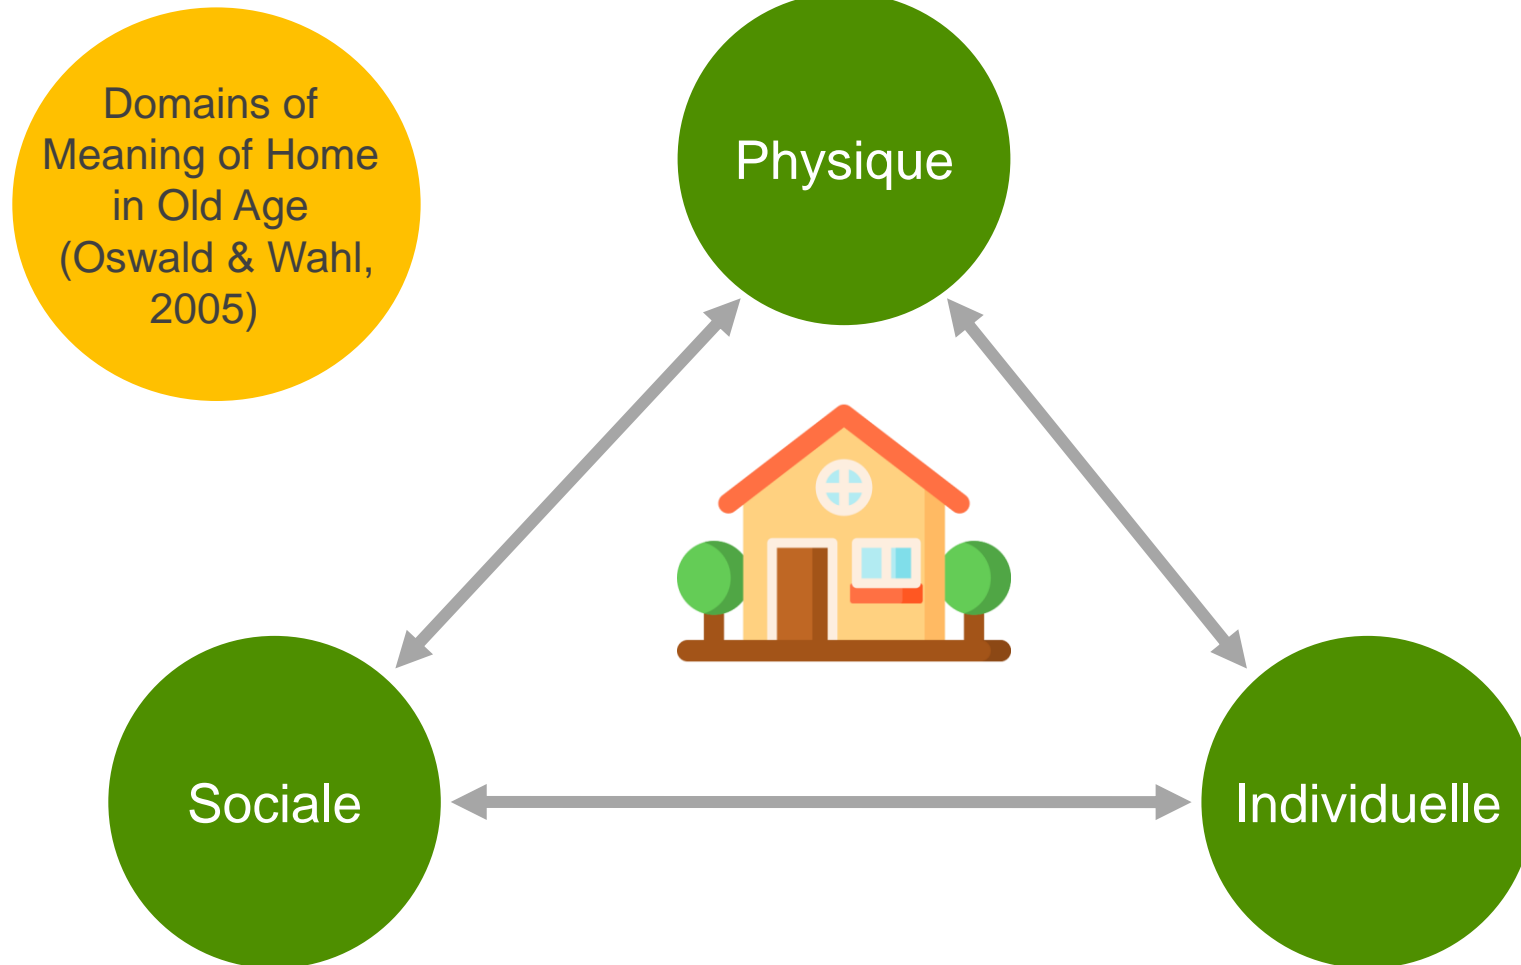 Domains of
Meaning of Home
in Old Age
(Oswald & Wahl,
2005)
Physique
Sociale
Individuelle